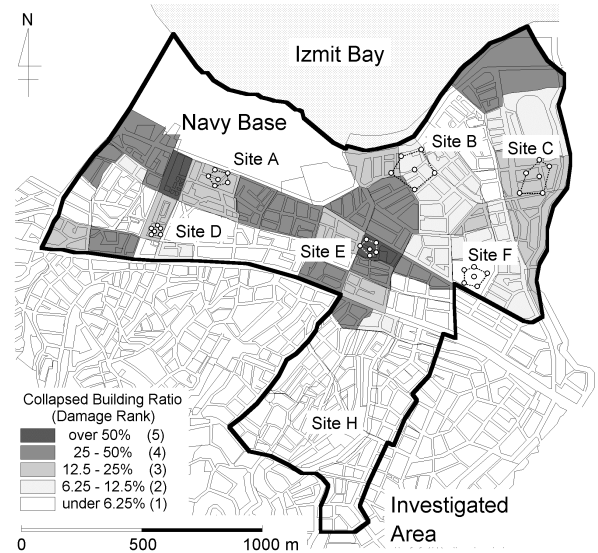 N
Izmit Bay
Navy Base
Site A
Site B
Site C
Site D
Site E
Site F
Site H
Collapsed Building Ratio
(Damage Rank)
over 50% (5)
25 - 50% (4)
12.5 - 25% (3)
6.25 - 12.5% (2)
under 6.25% (1)
Investigated
Area
0 500 1000 m